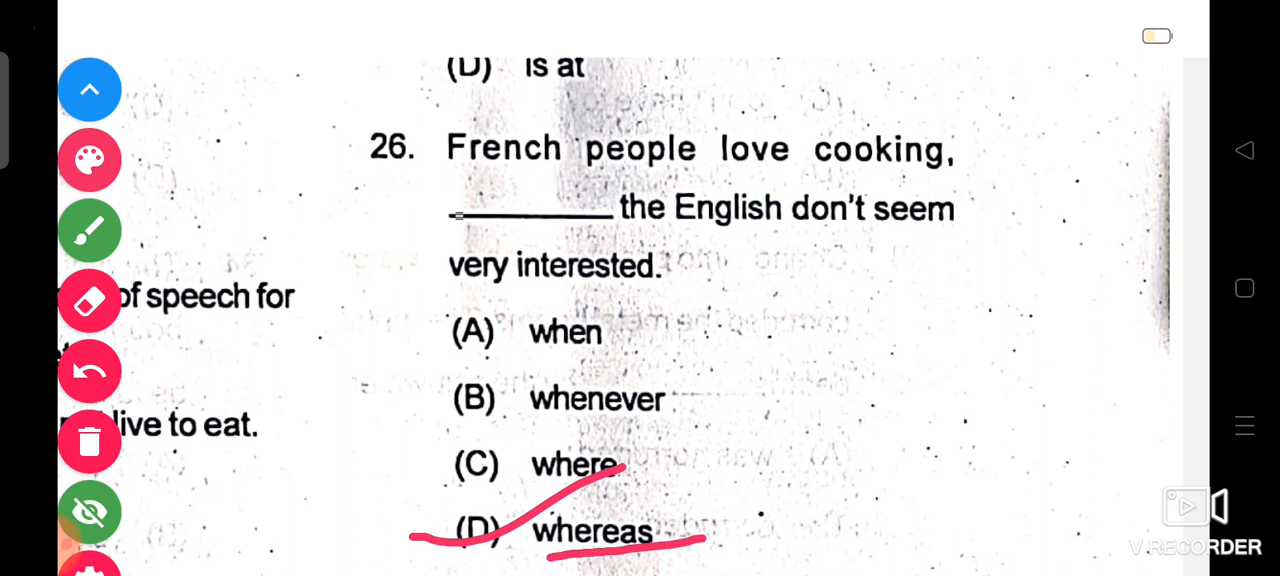 (D) is at
26. French people love cooking,
the English don't seem
very interested.
of speech for
(A) when
(B) whenever
live to eat.
(C) where
(D) whereas
V RECORDER